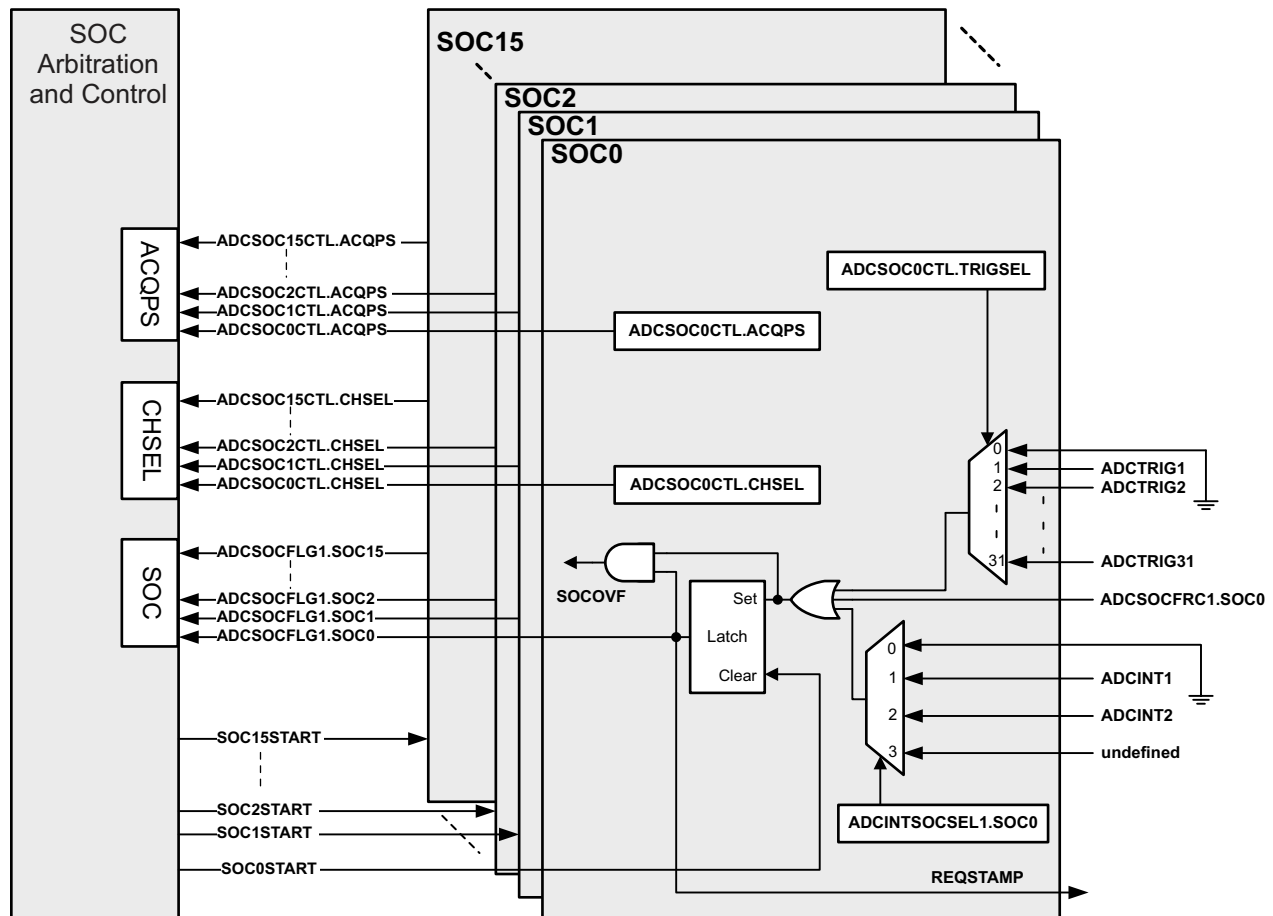 SOC
Arbitration
and Control
SOC15
SOC2
SOC1
SOC0
ACQPS
ADCSOC15CTL.ACQPS
ADCSOC2CTL.ACQPS
ADCSOC1CTL.ACQPS
ADCSOC0CTL.ACQPS
ADCSOC0CTL.ACQPS
ADCSOC0CTL.TRIGSEL
CHSEL
ADCSOC15CTL.CHSEL
ADCSOC2CTL.CHSEL
ADCSOC1CTL.CHSEL
ADCSOC0CTL.CHSEL
ADCSOC0CTL.CHSEL
0
1
2
31
ADCTRIG1
ADCTRIG2
ADCTRIG31
SOC
ADCSOCFLG1.SOC15
ADCSOCFLG1.SOC2
ADCSOCFLG1.SOC1
ADCSOCFLG1.SOC0
SOCOVF
Set
Latch
Clear
ADCSOCFRC1.SOC0
0
1
2
3
ADCINT1
ADCINT2
undefined
ADCINTSOCSEL1.SOC0
SOC15START
SOC2START
SOC1START
SOC0START
REQSTAMP